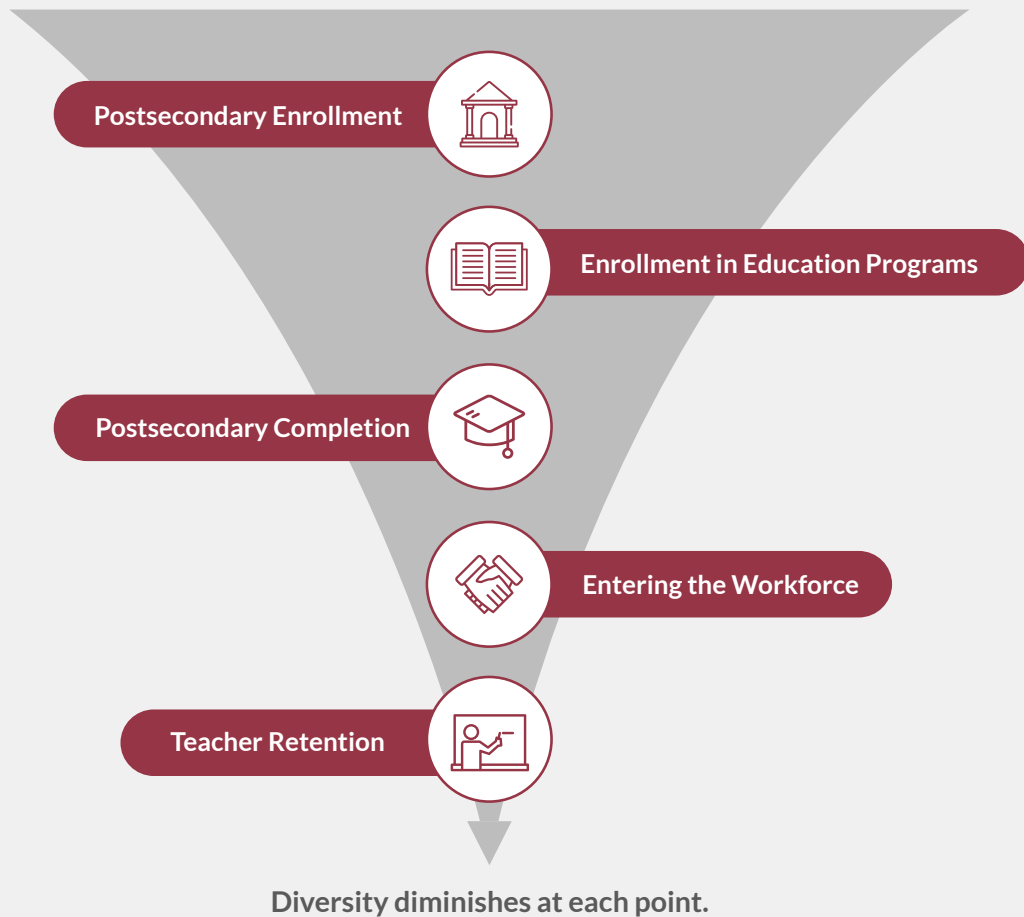 Postsecondary Enrollment
Enrollment in Education Programs
Postsecondary Completion
Entering the Workforce
Teacher Retention
Diversity diminishes at each point.